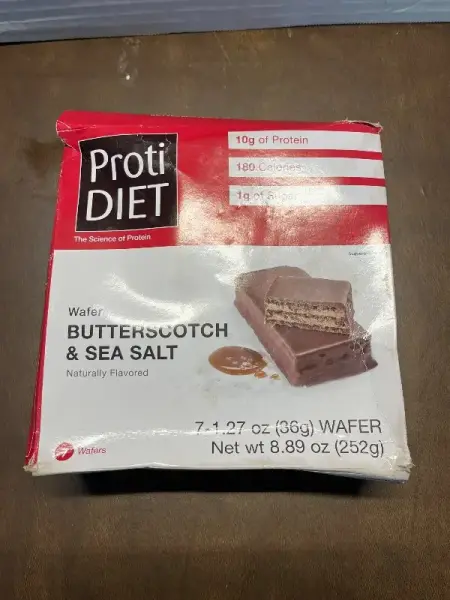 Proti
DIET
The Science of Protein
10g of Protein
180 Calories
1g of Sugar
Wafer
BUTTERSCOTCH
& SEA SALT
Naturally Flavored
7-1.27 oz (36g) WAFER
Net wt 8.89 oz (252g)
7 Wafers